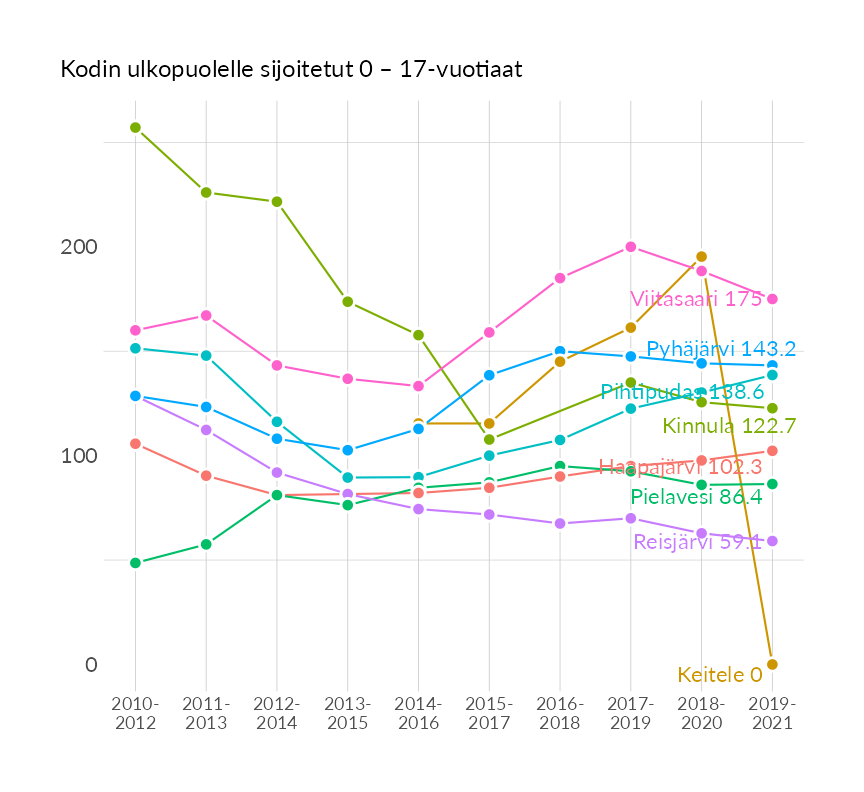 Kodin ulkopuolelle sijoitetut 0 – 17-vuotiaat
200
100
0
Viitasaari 175
Pyhäjärvi 143.2
Pihtipudas 138.6
Kinnula 122.7
Haapajärvi 102.3
Pielavesi 86.4
Reisjärvi 59.1
Keitele 0
2010- 2011- 2012- 2013- 2014- 2015- 2016- 2017- 2018- 2019-
2012 2013 2014 2015 2016 2017 2018 2019 2020 2021